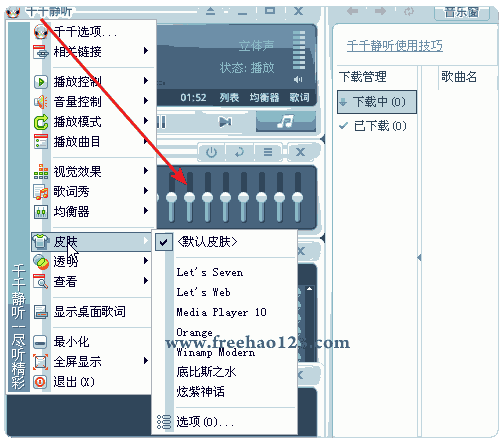 千千静听
音乐窗
千千选项...
相关链接
播放控制
音量控制
播放模式
播放曲目
视觉效果
歌词秀
均衡器
皮肤
透明
查看
显示桌面歌词
最小化
全屏显示
退出(X)
千千静听--尽听精彩
立体声
状态: 播放
01:52 列表 均衡器 歌词
<默认皮肤>
Let's Seven
Let's Web
Media Player 10
Orange
Winamp Modern
底比斯之水
炫紫神话
选项(O)...
千千静听使用技巧
下载管理
歌曲名
下载中(0)
已下载(0)
www.freehao123.com